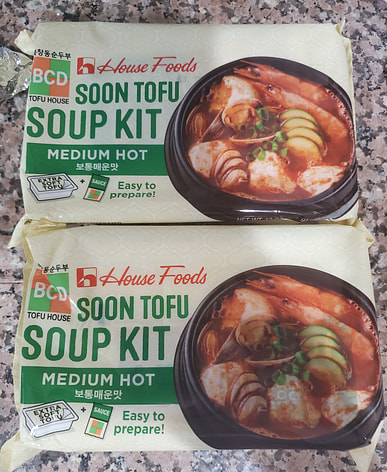 창동순두부
BCD
TOFU HOUSE
House Foods
SOON TOFU
SOUP KIT
MEDIUM HOT
보통매운맛
EXTRA SOFT TOFU
+
SAUCE
Easy to
prepare!
창동순두부
BCD
TOFU HOUSE
House Foods
SOON TOFU
SOUP KIT
MEDIUM HOT
보통매운맛
EXTRA SOFT TOFU
+
SAUCE
Easy to
prepare!